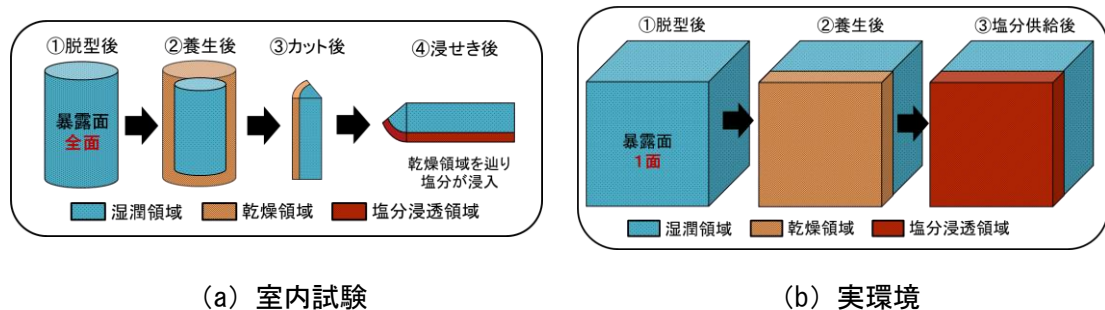 ①脱型後
②養生後
③カット後
④浸せき後
暴露面
全面
乾燥領域を辿り
塩分が浸入
湿潤領域
乾燥領域
塩分浸透領域
(a) 室内試験
①脱型後
②養生後
③塩分供給後
暴露面
1面
湿潤領域
乾燥領域
塩分浸透領域
(b) 実環境